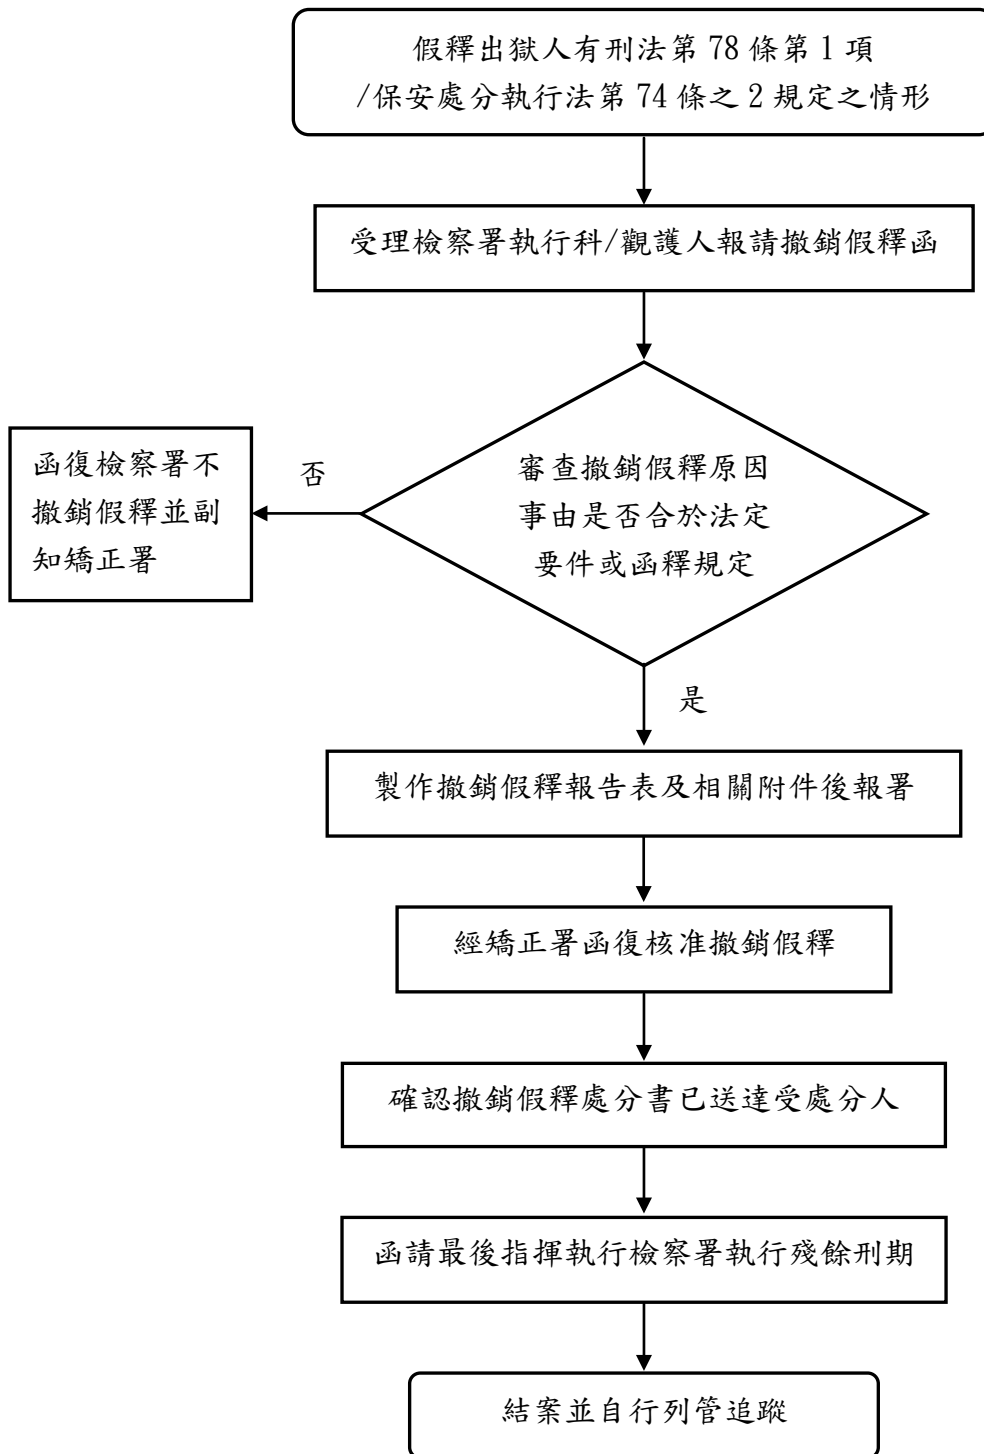 假釋出獄人有刑法第 78 條第 1 項
/保安處分執行法第 74 條之 2 規定之情形
受理檢察署執行科/觀護人報請撤銷假釋函
審查撤銷假釋原因
事由是否合於法定
要件或函釋規定
否
函復檢察署不
撤銷假釋並副
知矯正署
是
製作撤銷假釋報告表及相關附件後報署
經矯正署函復核准撤銷假釋
確認撤銷假釋處分書已送達受處分人
函請最後指揮執行檢察署執行殘餘刑期
結案並自行列管追蹤